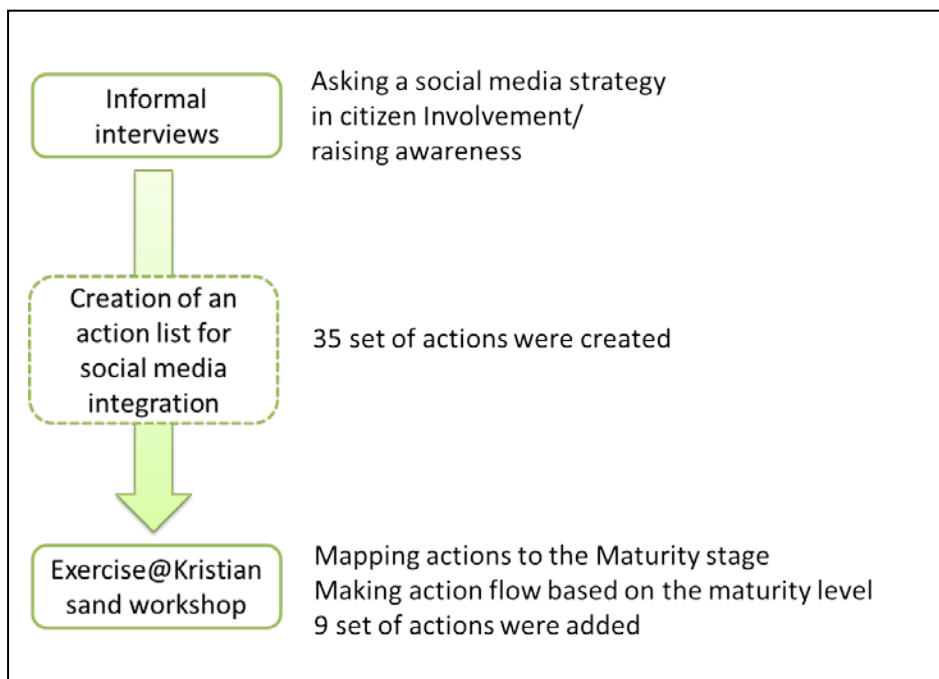 Informal
interviews
Asking a social media strategy
in citizen Involvement/
raising awareness
Creation of an
action list for
social media
integration
35 set of actions were created
Exercise@Kristian
sand workshop
Mapping actions to the Maturity stage
Making action flow based on the maturity level
9 set of actions were added